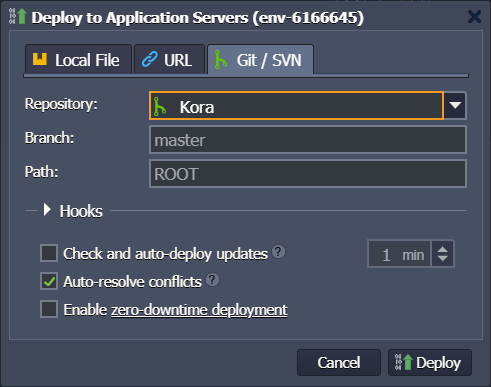 Deploy to Application Servers (env-6166645)
Local File URL Git / SVN
Repository: Kora
Branch: master
Path: ROOT
Hooks
Check and auto-deploy updates ? 1 min
Auto-resolve conflicts ?
Enable zero-downtime deployment
Cancel Deploy